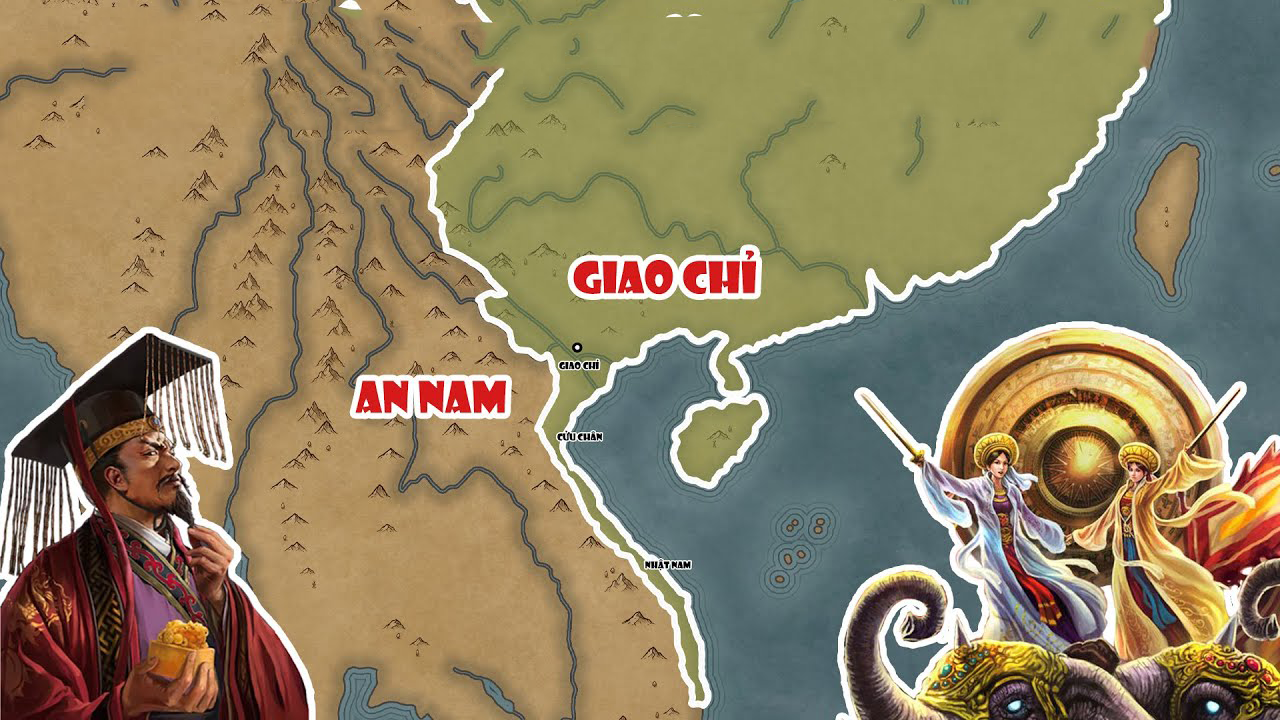 GIAO CHỈ
GIAO CHỈ
AN NAM
CỬU CHÂN
NHẬT NAM